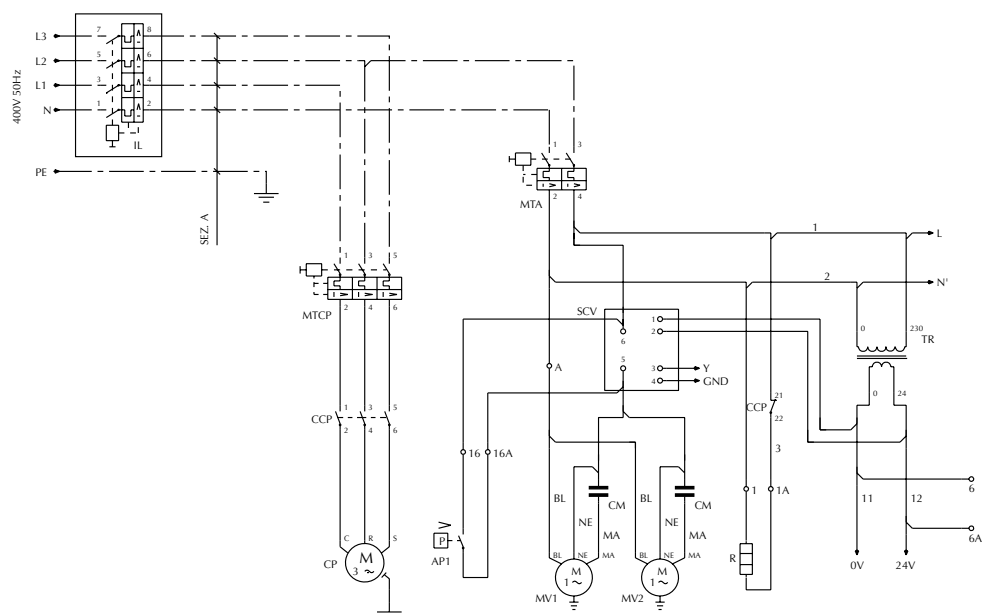 400V 50Hz
L3
7
8
L2
5
6
L1
3
4
N
1
2
IL
PE
SEZ. A
1
3
2
4
MTA
1
L
2
N'
1
3
5
MTCP
2
4
6
SCV
6
5
1
2
3
4
Y
GND
0
230
TR
0
24
A
CCP
1
3
5
2
4
6
CCP
21
22
3
16
16A
BL
NE
CM
MA
BL
NE
CM
MA
1
1A
11
12
6
6A
0V
24V
C
R
S
CP
M
3 ~
P
AP1
BL
NE
MA
M
1 ~
MV1
BL
NE
MA
M
1 ~
MV2
R